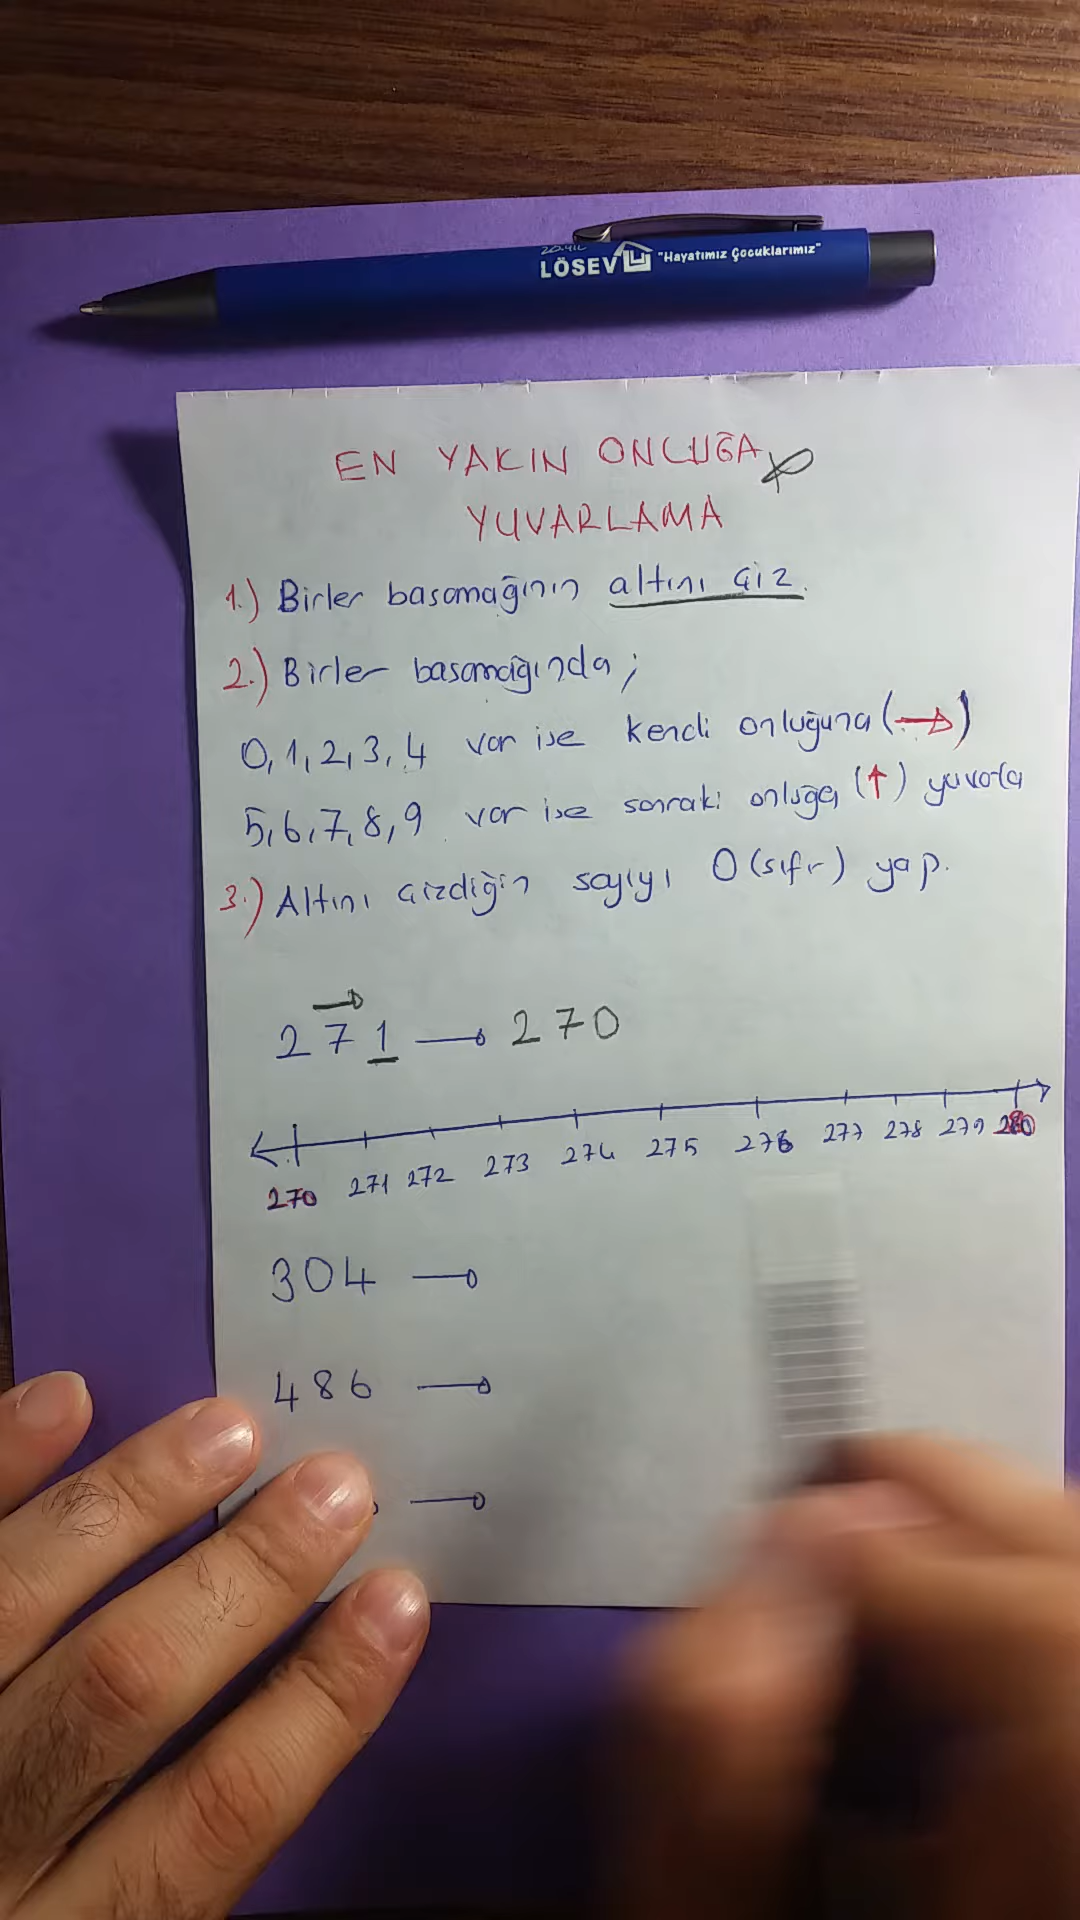 20.YIL
LÖSEV "Hayatımız Çocuklarımız"
EN YAKIN ONLUĞA
YUVARLAMA
1.) Birler basamağının altını çiz.
2.) Birler basamağında;
0, 1, 2, 3, 4 var ise kendi onluğuna (→)
5, 6, 7, 8, 9 var ise sonraki onluğa (↑) yuvarla
3.) Altını çizdiğin sayıyı 0 (sıfır) yap.
271 → 270
270 271 272 273 274 275 276 277 278 279 280
304 →
486 →
→